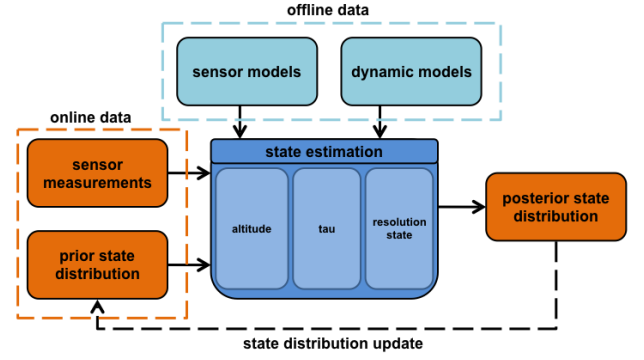 offline data
sensor models
dynamic models
online data
sensor
measurements
prior state
distribution
state estimation
altitude
tau
resolution
state
posterior state
distribution
state distribution update